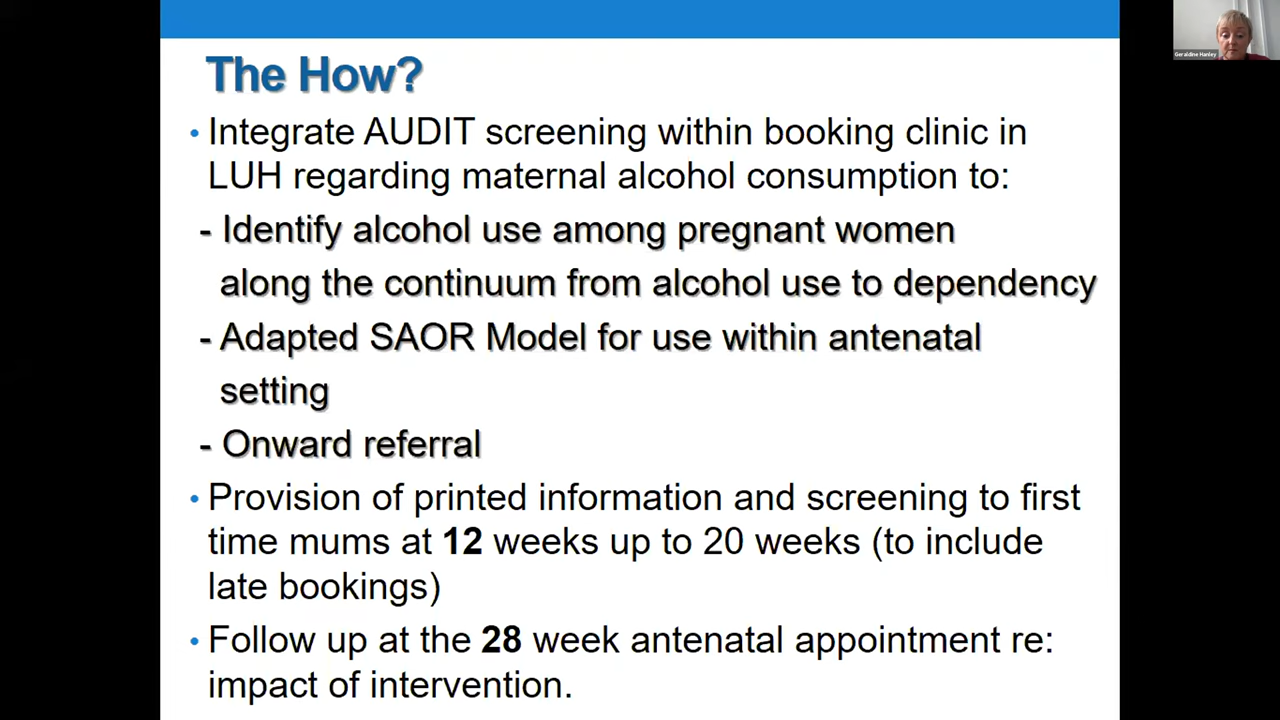 Geraldine Hanley
The How?
• Integrate AUDIT screening within booking clinic in
LUH regarding maternal alcohol consumption to:
- Identify alcohol use among pregnant women
along the continuum from alcohol use to dependency
- Adapted SAOR Model for use within antenatal
setting
- Onward referral
• Provision of printed information and screening to first
time mums at 12 weeks up to 20 weeks (to include
late bookings)
• Follow up at the 28 week antenatal appointment re:
impact of intervention.